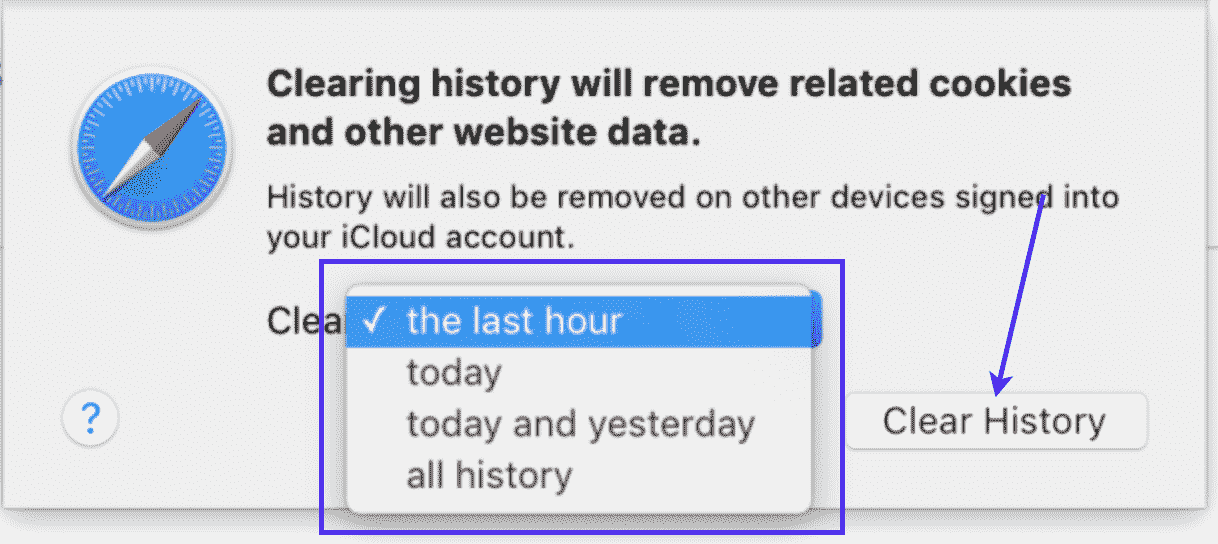 Clearing history will remove related cookies
and other website data.
History will also be removed on other devices signed into
your iCloud account.
Clea ✓ the last hour
today
today and yesterday
all history
? Clear History